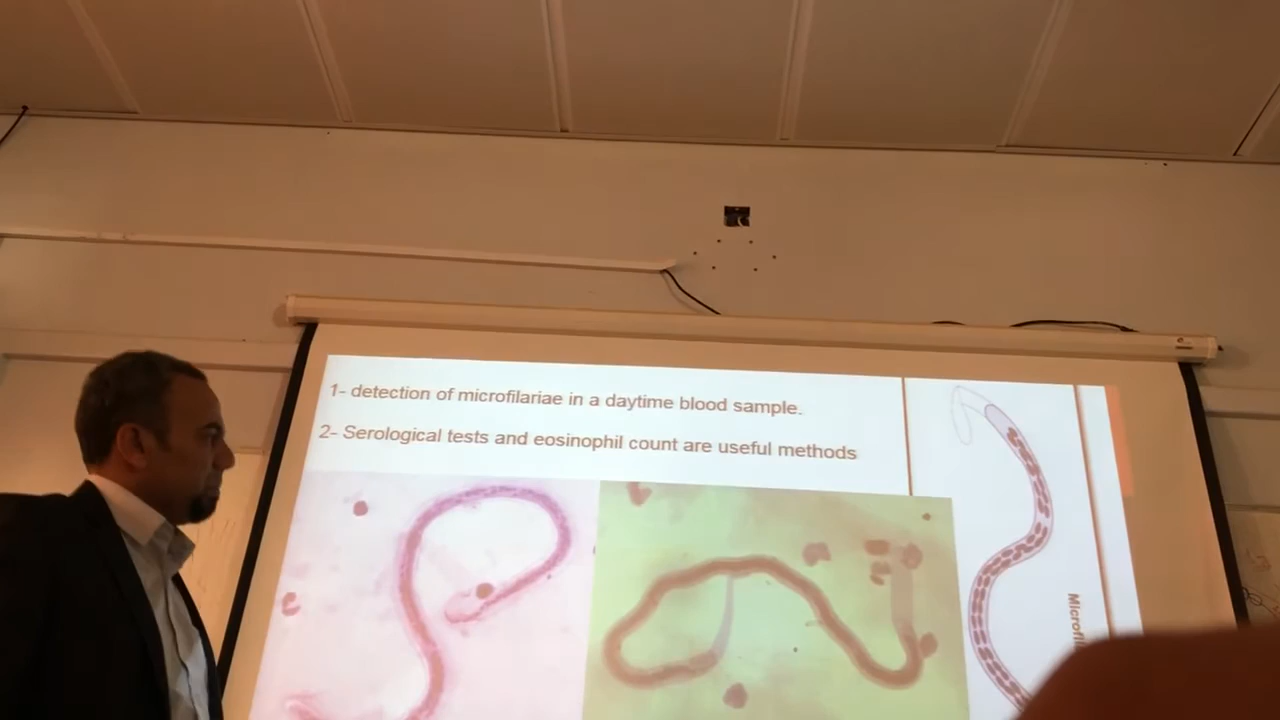 1- detection of microfilariae in a daytime blood sample.
2- Serological tests and eosinophil count are useful methods